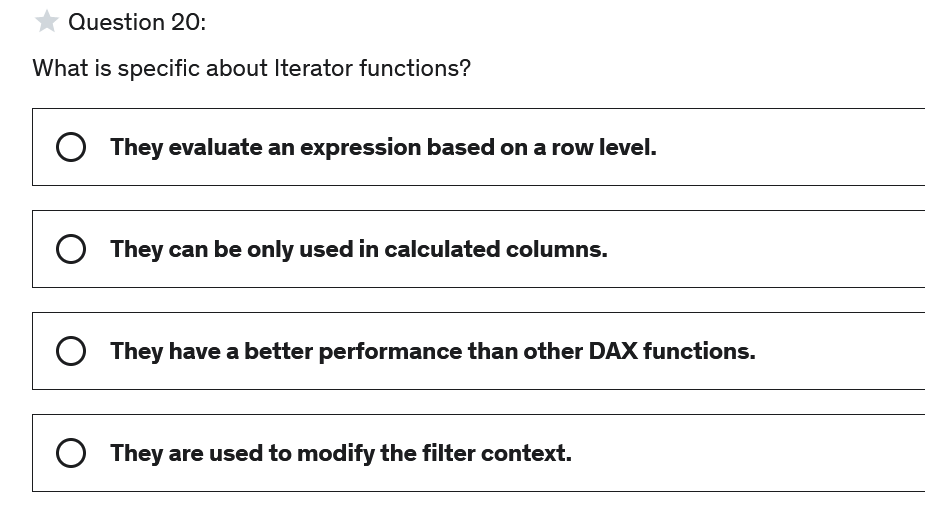 Question 20:
What is specific about Iterator functions?
They evaluate an expression based on a row level.
They can be only used in calculated columns.
They have a better performance than other DAX functions.
They are used to modify the filter context.